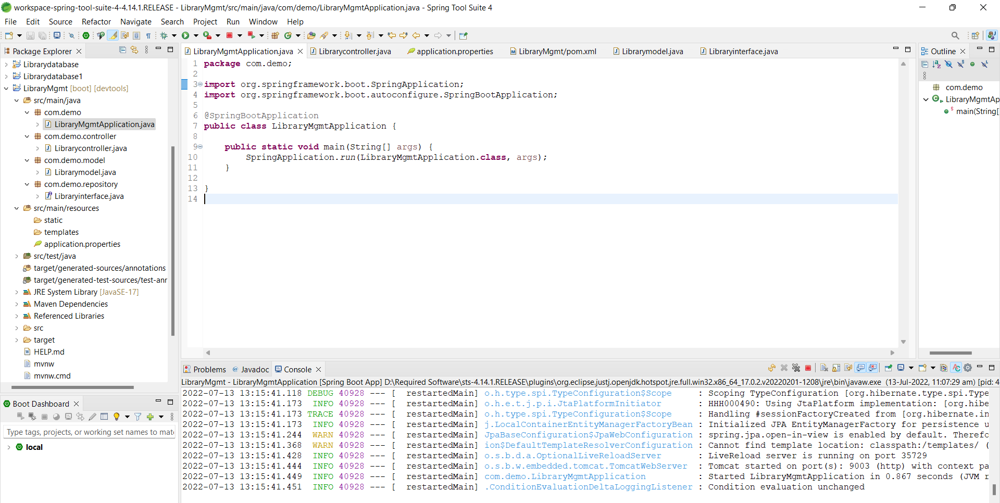 workspace-spring-tool-suite-4-4.14.1.RELEASE - LibraryMgmt/src/main/java/com/demo/LibraryMgmtApplication.java - Spring Tool Suite 4
File Edit Source Refactor Navigate Search Project Run Window Help
Package Explorer
Librarydatabase
Librarydatabase1
LibraryMgmt [boot] [devtools]
src/main/java
com.demo
LibraryMgmtApplication.java
com.demo.controller
Librarycontroller.java
com.demo.model
Librarymodel.java
com.demo.repository
Libraryinterface.java
src/main/resources
static
templates
application.properties
src/test/java
target/generated-sources/annotations
target/generated-test-sources/test-anr
JRE System Library [JavaSE-17]
Maven Dependencies
Referenced Libraries
src
target
HELP.md
mvnw
mvnw.cmd
Boot Dashboard
Type tags, projects, or working set names to mat
local
LibraryMgmtApplication.java Librarycontroller.java application.properties LibraryMgmt/pom.xml Librarymodel.java Libraryinterface.java
1 package com.demo;
2
3 import org.springframework.boot.SpringApplication;
4 import org.springframework.boot.autoconfigure.SpringBootApplication;
5
6 @SpringBootApplication
7 public class LibraryMgmtApplication {
8
9 public static void main(String[] args) {
10 SpringApplication.run(LibraryMgmtApplication.class, args);
11 }
12
13 }
14
Outline
com.demo
LibraryMgmtAp
main(String[
Problems Javadoc Console
LibraryMgmt - LibraryMgmtApplication [Spring Boot App] D:\Required Software\sts-4.14.1.RELEASE\plugins\org.eclipse.justj.openjdk.hotspot.jre.full.win32.x86_64_17.0.2.v20220201-1208\jre\bin\javaw.exe (13-Jul-2022, 11:07:29 am) [pid: 4
2022-07-13 13:15:41.118 DEBUG 40928 --- [ restartedMain] o.h.type.spi.TypeConfiguration$Scope : Scoping TypeConfiguration [org.hibernate.type.spi.Type
2022-07-13 13:15:41.173 INFO 40928 --- [ restartedMain] o.h.e.t.j.p.i.JtaPlatformInitiator : HHH000490: Using JtaPlatform implementation: [org.hibe
2022-07-13 13:15:41.173 TRACE 40928 --- [ restartedMain] o.h.type.spi.TypeConfiguration$Scope : Handling #sessionFactoryCreated from [org.hibernate.in
2022-07-13 13:15:41.173 INFO 40928 --- [ restartedMain] j.LocalContainerEntityManagerFactoryBean : Initialized JPA EntityManagerFactory for persistence u
2022-07-13 13:15:41.244 WARN 40928 --- [ restartedMain] JpaBaseConfiguration$JpaWebConfiguration : spring.jpa.open-in-view is enabled by default. Therefo
2022-07-13 13:15:41.368 WARN 40928 --- [ restartedMain] ion$DefaultTemplateResolverConfiguration : Cannot find template location: classpath:/templates/ (
2022-07-13 13:15:41.428 INFO 40928 --- [ restartedMain] o.s.b.d.a.OptionalLiveReloadServer : LiveReload server is running on port 35729
2022-07-13 13:15:41.444 INFO 40928 --- [ restartedMain] o.s.b.w.embedded.tomcat.TomcatWebServer : Tomcat started on port(s): 9003 (http) with context pa
2022-07-13 13:15:41.449 INFO 40928 --- [ restartedMain] com.demo.LibraryMgmtApplication : Started LibraryMgmtApplication in 0.867 seconds (JVM r
2022-07-13 13:15:41.451 INFO 40928 --- [ restartedMain] .ConditionEvaluationDeltaLoggingListener : Condition evaluation unchanged